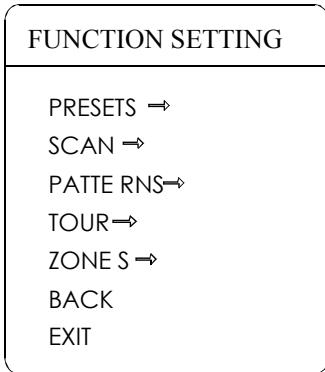 FUNCTION SETTING
PRESETS ⇒
SCAN ⇒
PATTE RNS⇒
TOUR⇒
ZONE S ⇒
BACK
EXIT